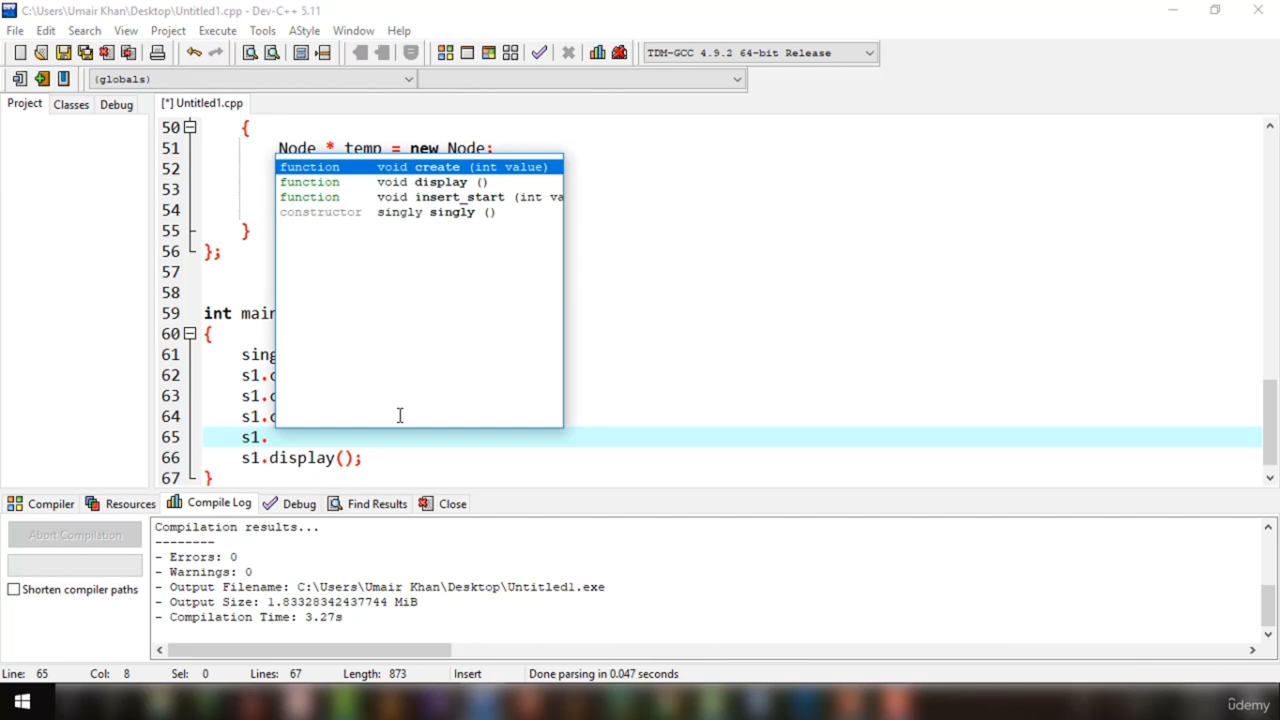 C:\Users\Umair Khan\Desktop\Untitled1.cpp - Dev-C++ 5.11
File Edit Search View Project Execute Tools AStyle Window Help
TDM-GCC 4.9.2 64-bit Release
(globals)
Project Classes Debug [*] Untitled1.cpp
50 {
51 Node * temp = new Node;
52 function void create (int value)
53 function void display ()
function void insert_start (int va
54 constructor singly singly ()
55 }
56 };
57
58
59 int main
60 {
61 sing
62 s1.c
63 s1.c
64 s1.c
65 s1.
66 s1.display();
67 }
Compiler Resources Compile Log Debug Find Results Close
Compilation results...
--------
- Errors: 0
- Warnings: 0
- Output Filename: C:\Users\Umair Khan\Desktop\Untitled1.exe
- Output Size: 1.83328342437744 MiB
- Compilation Time: 3.27s
Abort Compilation
Shorten compiler paths
Line: 65 Col: 8 Sel: 0 Lines: 67 Length: 873 Insert Done parsing in 0.047 seconds
ûdemy